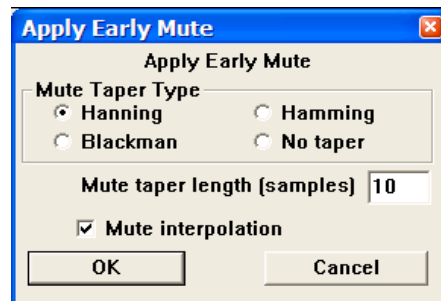 Apply Early Mute
Apply Early Mute
Mute Taper Type
Hanning Hamming
Blackman No taper
Mute taper length (samples) 10
Mute interpolation
OK Cancel